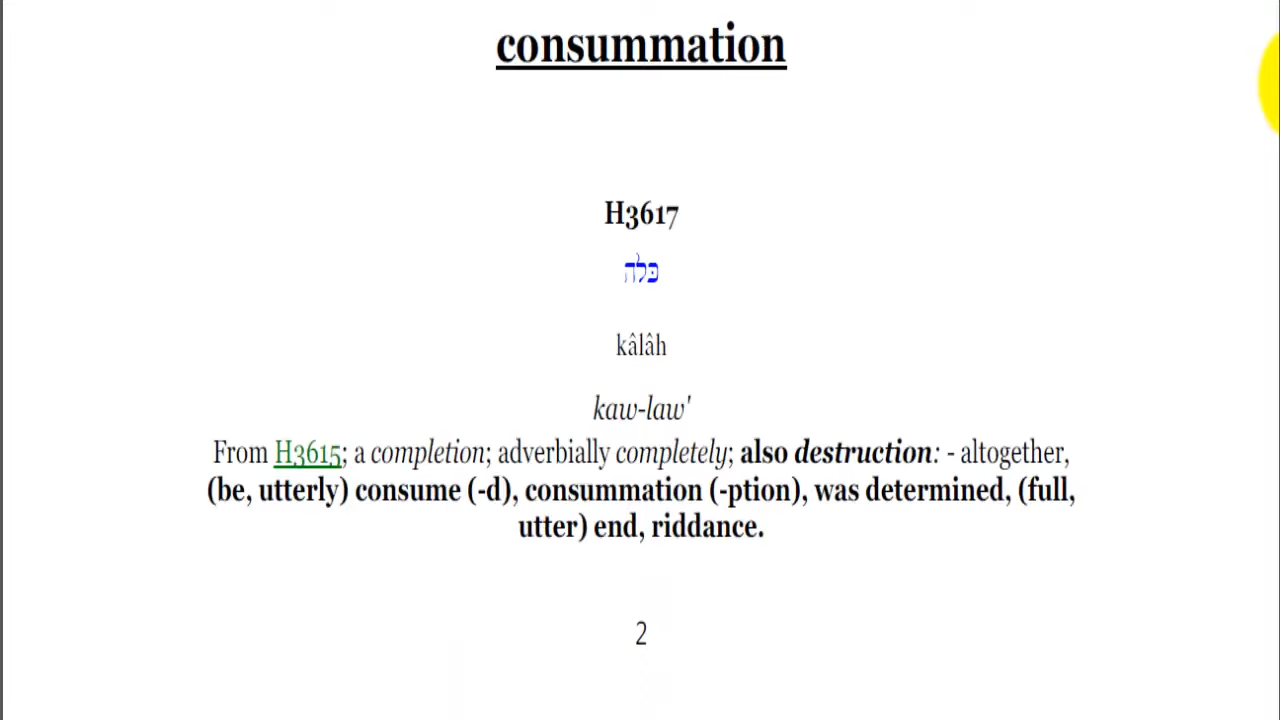 consummation
H3617
כּלה
kâlâh
kaw-law'
From H3615; a completion; adverbially completely; also destruction: - altogether,
(be, utterly) consume (-d), consummation (-ption), was determined, (full,
utter) end, riddance.
2